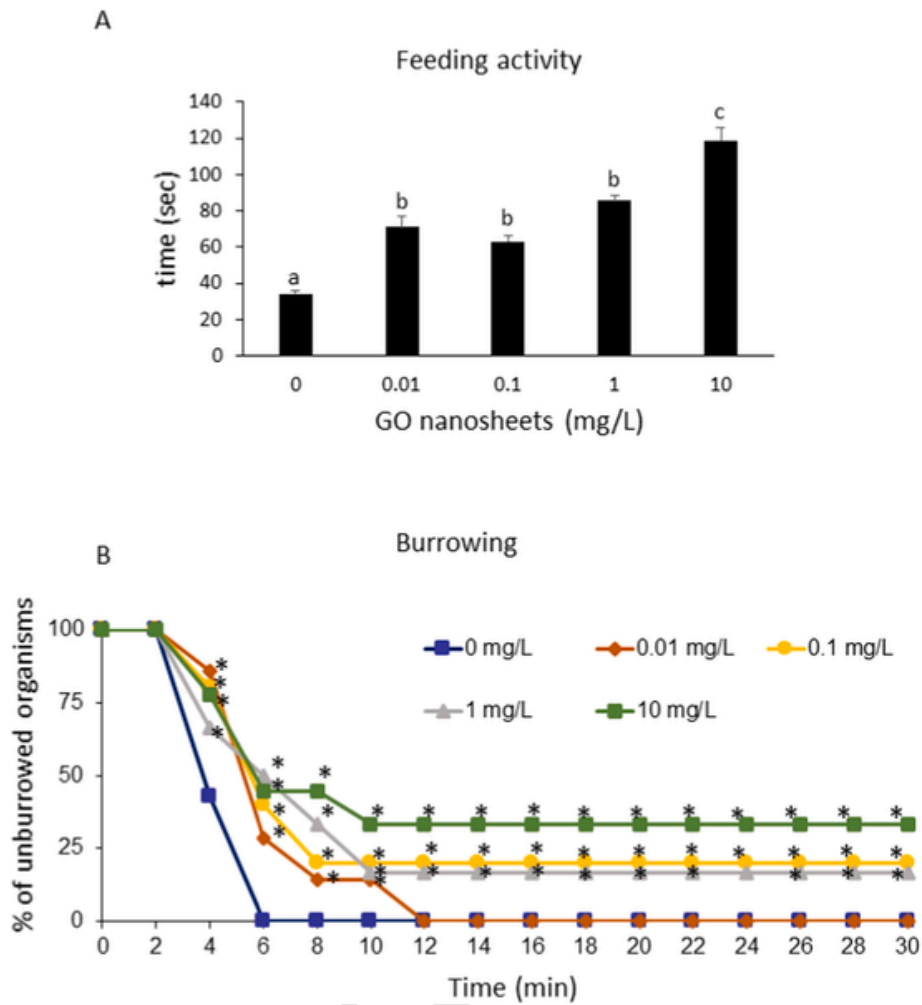 A
Feeding activity
time (sec)
140
120
100
80
60
40
20
0
a
b
b
b
c
0 0.01 0.1 1 10
GO nanosheets (mg/L)
B
Burrowing
% of unburrowed organisms
100
75
50
25
0
0 mg/L 0.01 mg/L 0.1 mg/L
1 mg/L 10 mg/L
* * * * * * * * * * * * * * * * * * * * * * * * * * * * * * * * * * * * * * * * * * * *
0 2 4 6 8 10 12 14 16 18 20 22 24 26 28 30
Time (min)